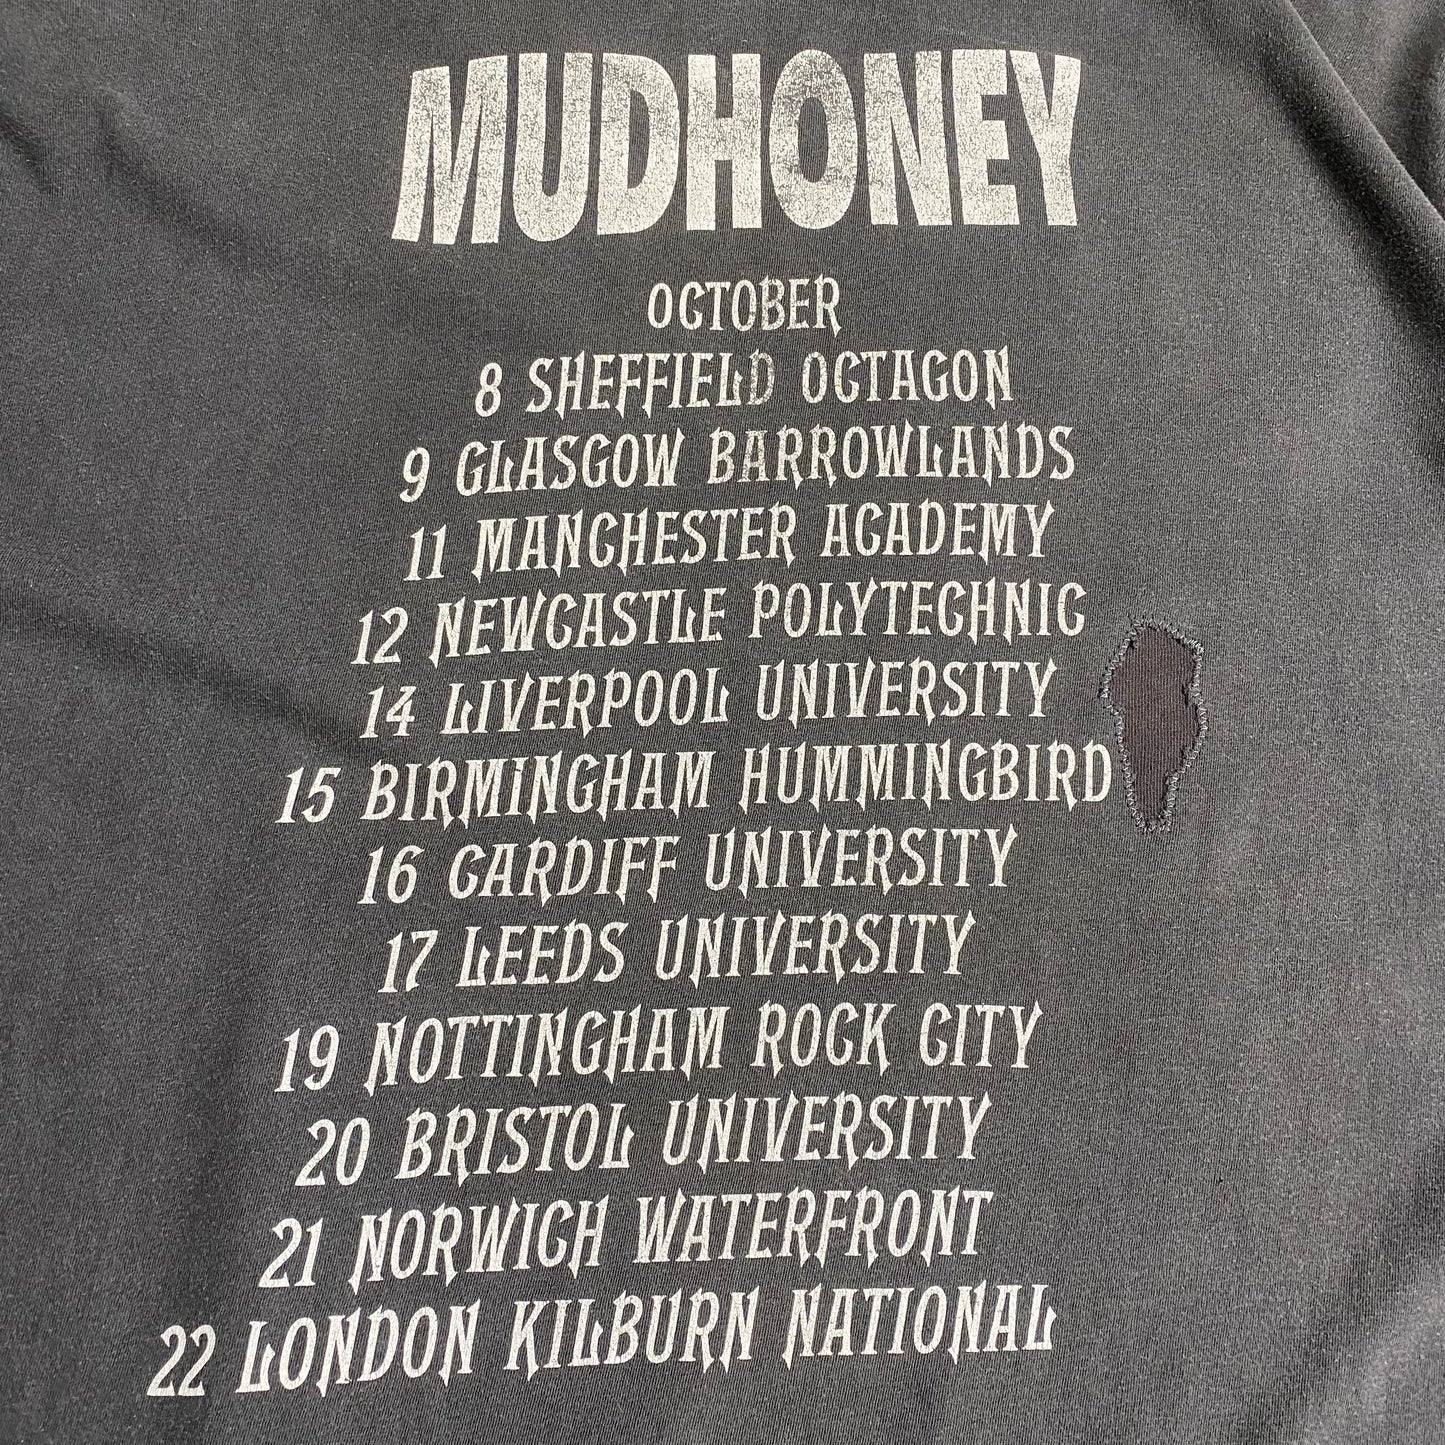 MUDHONEY
OCTOBER
8 SHEFFIELD OCTAGON
9 GLASGOW BARROWLANDS
11 MANCHESTER ACADEMY
12 NEWCASTLE POLYTECHNIC
14 LIVERPOOL UNIVERSITY
15 BIRMINGHAM HUMMINGBIRD
16 CARDIFF UNIVERSITY
17 LEEDS UNIVERSITY
19 NOTTINGHAM ROCK CITY
20 BRISTOL UNIVERSITY
21 NORWICH WATERFRONT
22 LONDON KILBURN NATIONAL